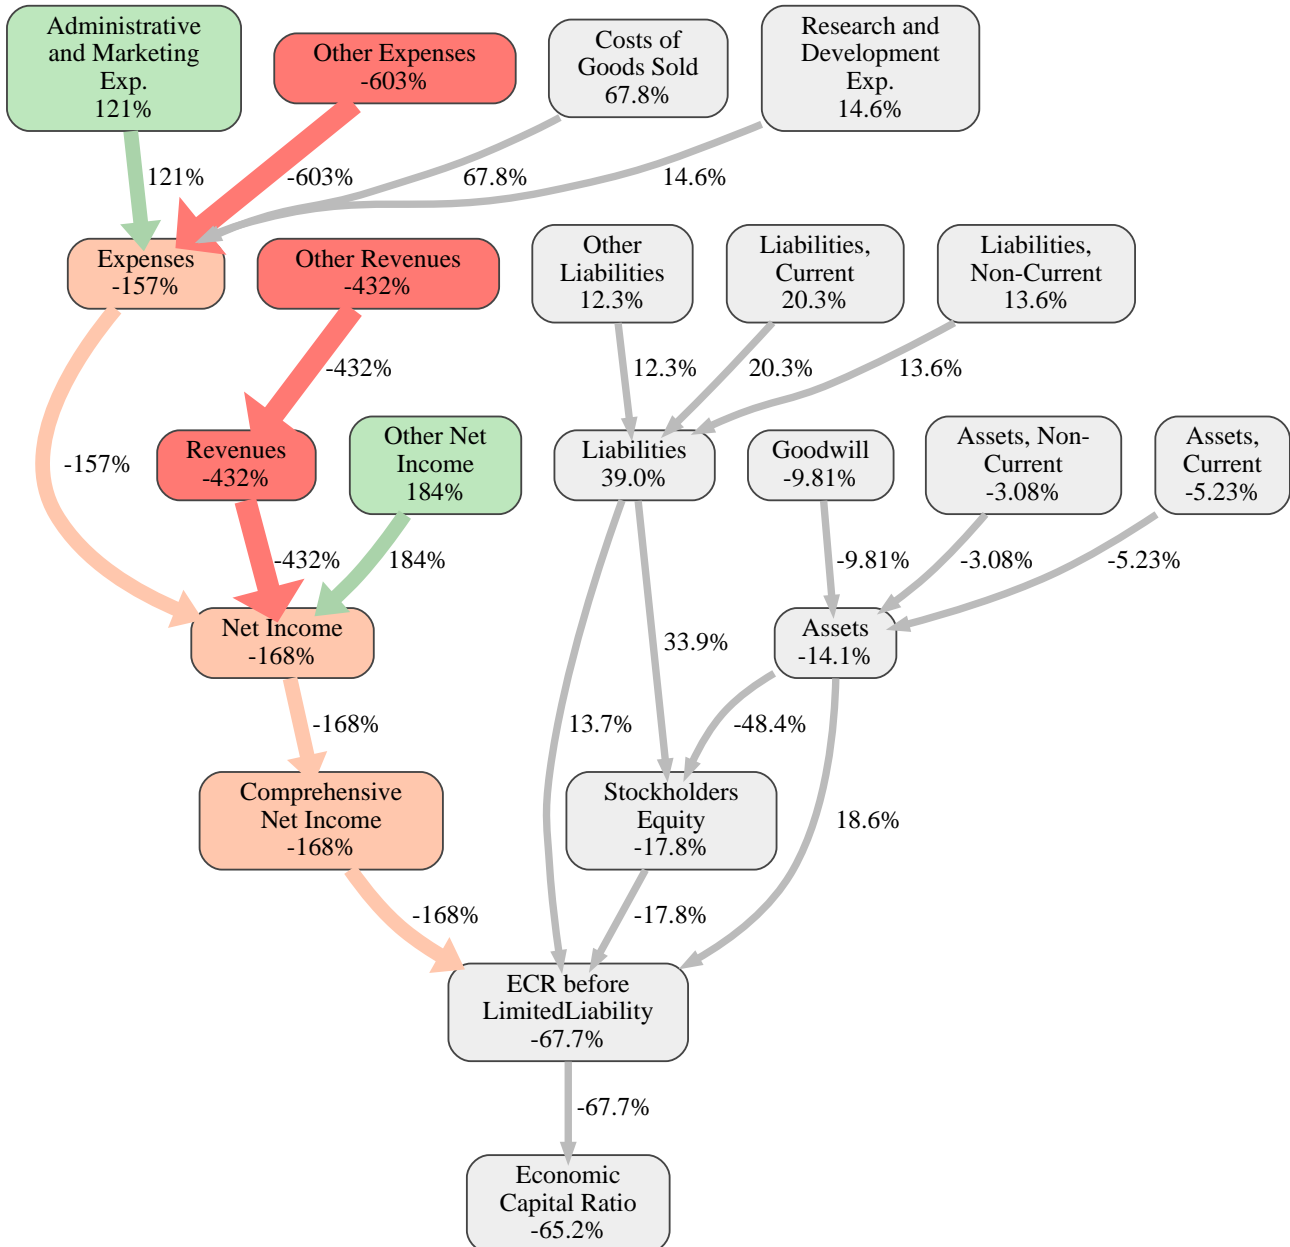 Administrative
and Marketing
Exp.
121%
Other Expenses
-603%
Costs of
Goods Sold
67.8%
Research and
Development
Exp.
14.6%
121%
-603%
67.8%
14.6%
Expenses
-157%
Other Revenues
-432%
Other
Liabilities
12.3%
Liabilities,
Current
20.3%
Liabilities,
Non-Current
13.6%
-432%
12.3%
20.3%
13.6%
-157%
Revenues
-432%
Other Net
Income
184%
Liabilities
39.0%
Goodwill
-9.81%
Assets, Non-
Current
-3.08%
Assets,
Current
-5.23%
-432%
184%
-9.81%
-3.08%
-5.23%
Net Income
-168%
33.9%
Assets
-14.1%
-168%
13.7%
-48.4%
Comprehensive
Net Income
-168%
Stockholders
Equity
-17.8%
18.6%
-168%
-17.8%
ECR before
LimitedLiability
-67.7%
-67.7%
Economic
Capital Ratio
-65.2%